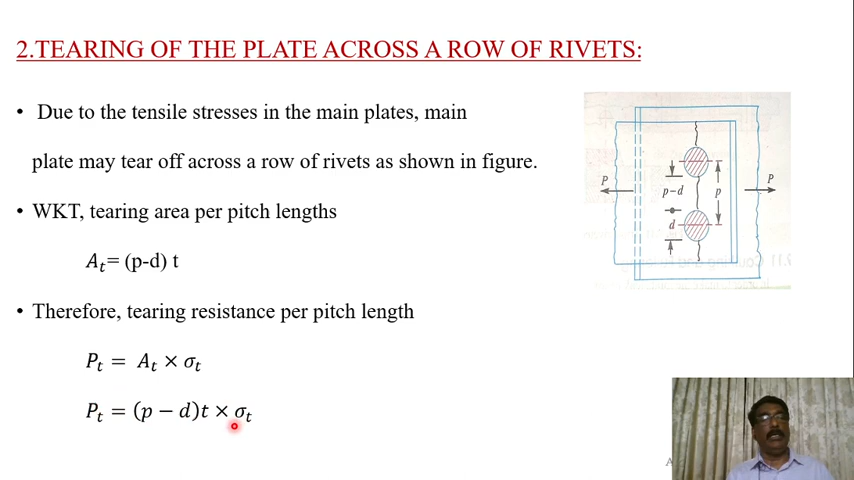 2.TEARING OF THE PLATE ACROSS A ROW OF RIVETS:
• Due to the tensile stresses in the main plates, main
plate may tear off across a row of rivets as shown in figure.
• WKT, tearing area per pitch lengths
A_t= (p-d) t
• Therefore, tearing resistance per pitch length
P_t = A_t × σ_t
P_t = (p − d)t × σ_t
P
p–d
p
P
d
A